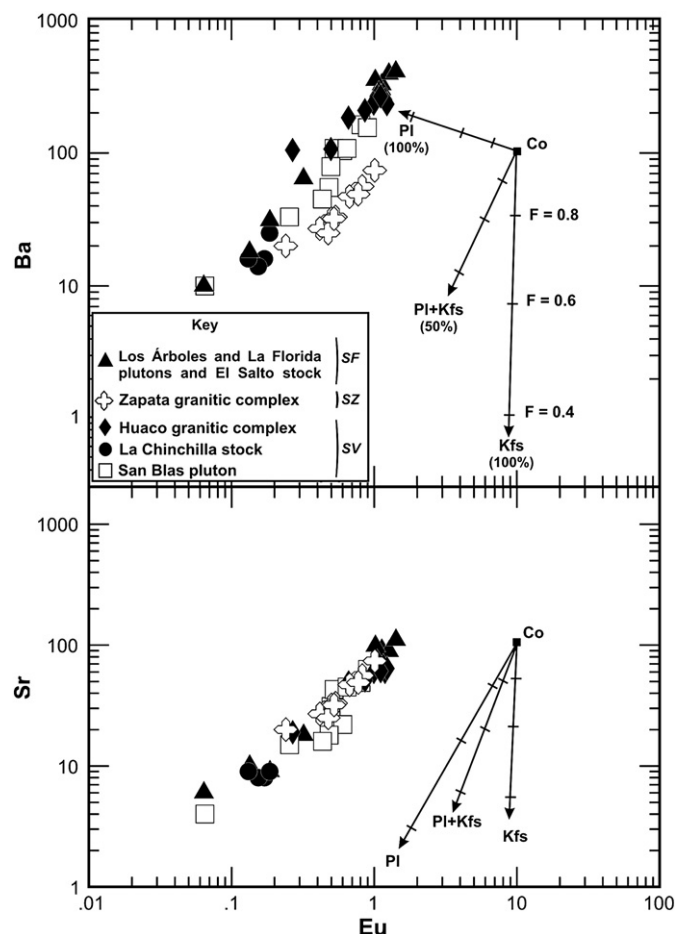 1000
100
10
1
Ba
Pl
(100%)
Co
F = 0.8
F = 0.6
F = 0.4
Pl+Kfs
(50%)
Kfs
(100%)
Key
Los Árboles and La Florida
plutons and El Salto stock
SF
Zapata granitic complex
SZ
Huaco granitic complex
La Chinchilla stock
SV
San Blas pluton
1000
100
10
1
Sr
Co
Pl
Pl+Kfs
Kfs
.01
0.1
1
10
100
Eu